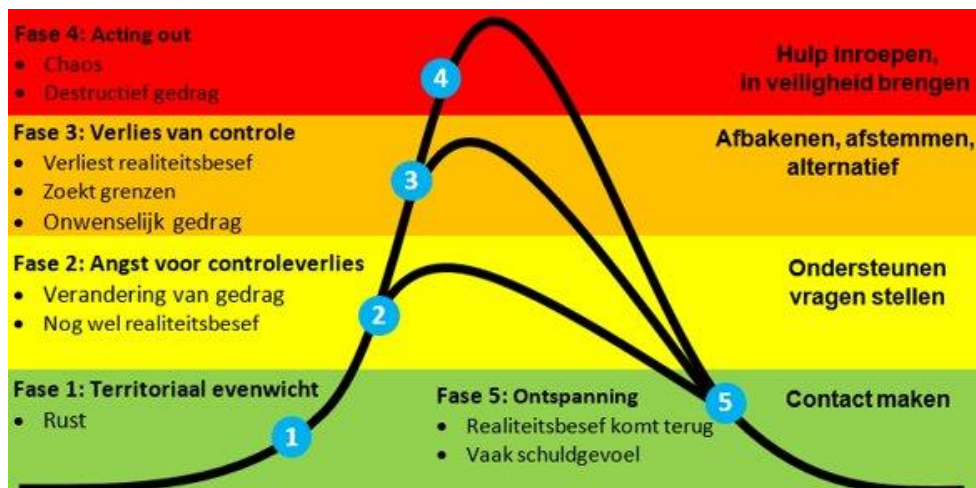 Fase 4: Acting out
• Chaos
• Destructief gedrag
Hulp inroepen,
in veiligheid brengen
4
Fase 3: Verlies van controle
• Verliest realiteitsbesef
• Zoekt grenzen
• Onwenselijk gedrag
Afbakenen, afstemmen,
alternatief
3
Fase 2: Angst voor controleverlies
• Verandering van gedrag
• Nog wel realiteitsbesef
Ondersteunen
vragen stellen
2
Fase 1: Territoriaal evenwicht
• Rust
1
Fase 5: Ontspanning
• Realiteitsbesef komt terug
• Vaak schuldgevoel
5
Contact maken